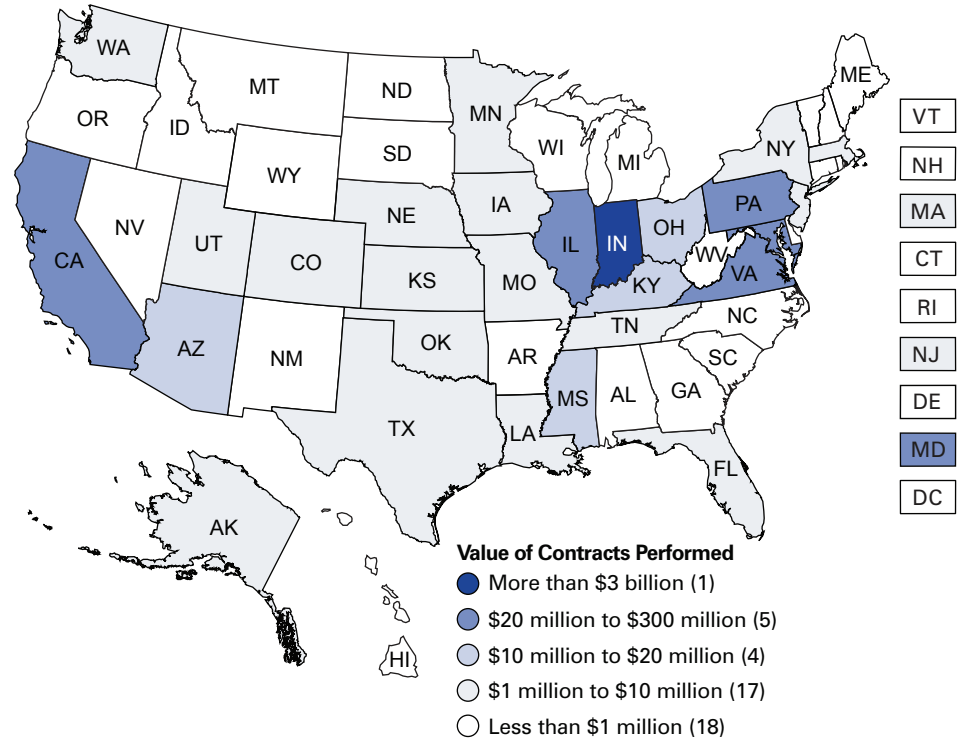 WA
MT
ND
ME
OR
ID
MN
VT
SD
WI
MI
NY
NH
WY
IA
NE
PA
MA
NV
UT
CO
IL
IN
OH
WV
CT
CA
KS
MO
KY
VA
RI
AZ
NM
OK
TN
NC
AR
SC
NJ
MS
AL
GA
DE
TX
LA
MD
FL
DC
AK
HI
Value of Contracts Performed
More than $3 billion (1)
$20 million to $300 million (5)
$10 million to $20 million (4)
$1 million to $10 million (17)
Less than $1 million (18)